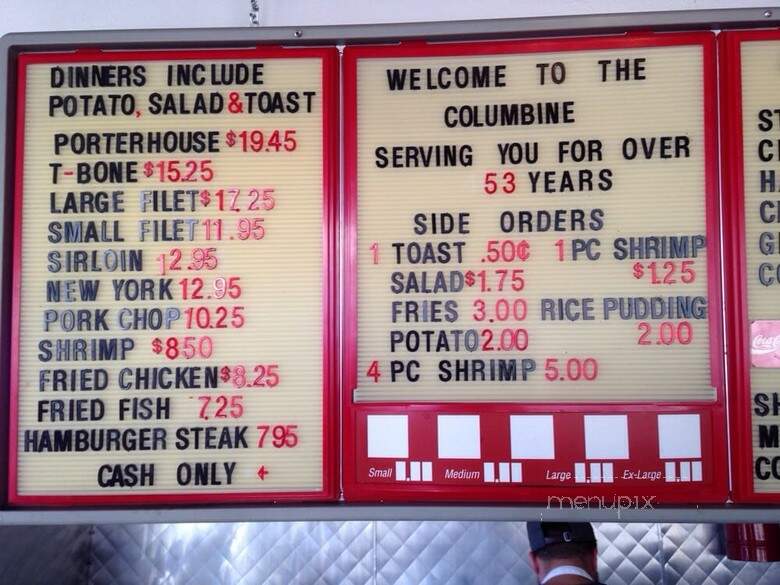 DINNERS INCLUDE
POTATO, SALAD & TOAST
PORTERHOUSE $19.45
T-BONE $15.25
LARGE FILET $17.25
SMALL FILET 11.95
SIRLOIN 12.95
NEW YORK 12.95
PORK CHOP 10.25
SHRIMP $850
FRIED CHICKEN $8.25
FRIED FISH 7.25
HAMBURGER STEAK 795
CASH ONLY
WELCOME TO THE
COLUMBINE
SERVING YOU FOR OVER
53 YEARS
SIDE ORDERS
1 TOAST .50¢ 1 PC SHRIMP
SALAD $1.75 $1.25
FRIES 3.00 RICE PUDDING
POTATO 2.00 2.00
4 PC SHRIMP 5.00
Small Medium Large Ex-Large
menupix